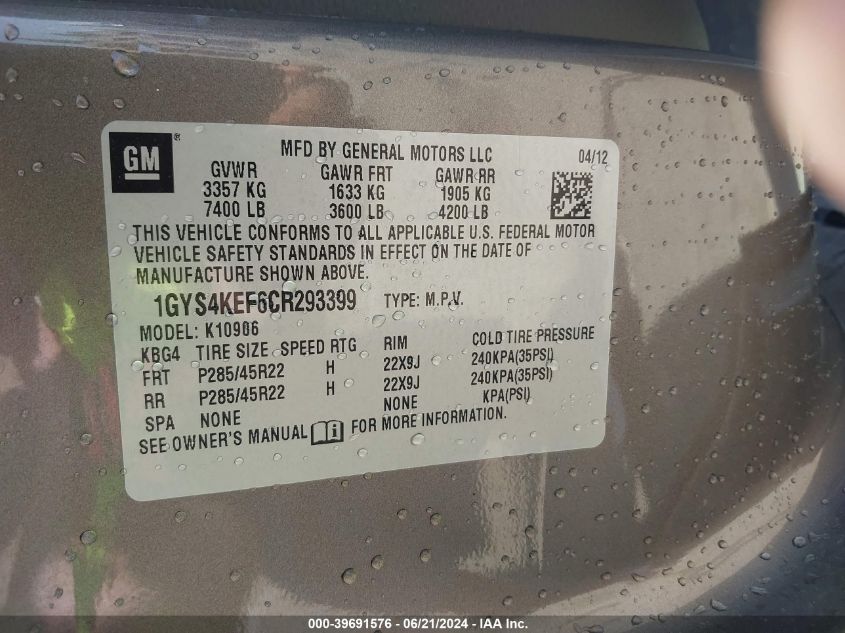 GM ®
MFD BY GENERAL MOTORS LLC 04/12
GVWR GAWR FRT GAWR RR
3357 KG 1633 KG 1905 KG
7400 LB 3600 LB 4200 LB
THIS VEHICLE CONFORMS TO ALL APPLICABLE U.S. FEDERAL MOTOR
VEHICLE SAFETY STANDARDS IN EFFECT ON THE DATE OF
MANUFACTURE SHOWN ABOVE.
1GYS4KEF6CR293399 TYPE: M.P.V.
MODEL: K10906
KBG4 TIRE SIZE SPEED RTG RIM COLD TIRE PRESSURE
FRT P285/45R22 H 22X9J 240KPA(35PSI)
RR P285/45R22 H 22X9J 240KPA(35PSI)
SPA NONE NONE KPA(PSI)
SEE OWNER'S MANUAL FOR MORE INFORMATION.
000-39691576 / 06/21/2024 - IAA Inc.